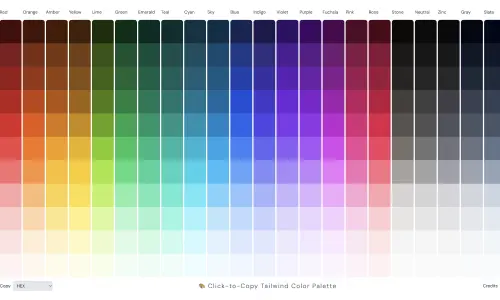 Red Orange Amber Yellow Lime Green Emerald Teal Cyan Sky Blue Indigo Violet Purple Fuchsia Pink Rose Stone Neutral Zinc Gray Slate
Copy HEX 🎨 Click-to-Copy Tailwind Color Palette Credits